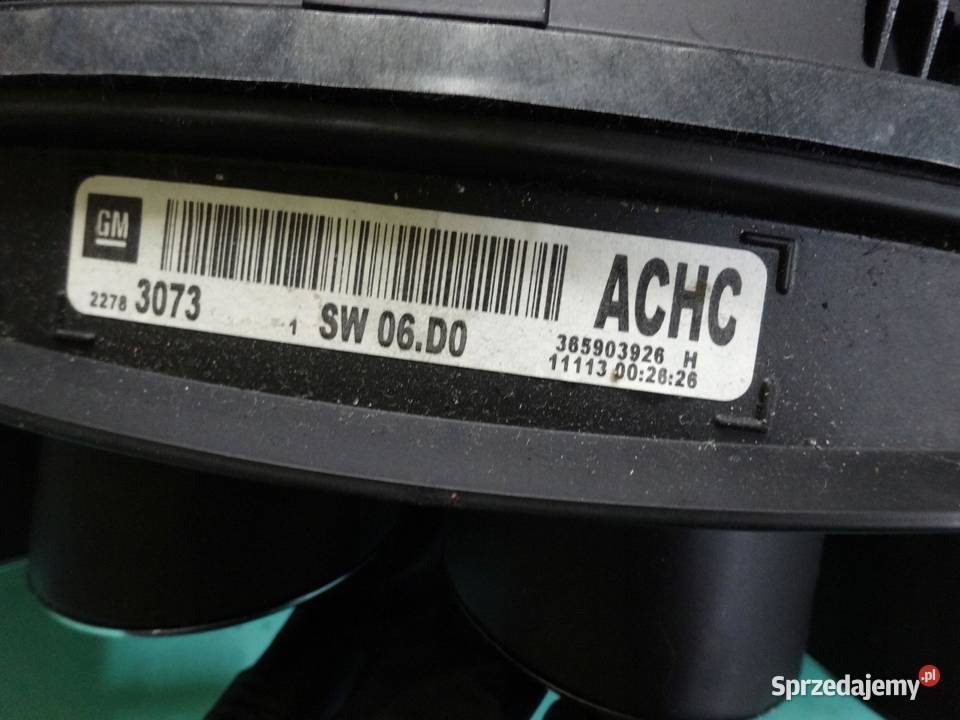 GM
ACHC
2278 3073
1 SW 06.D0
365903926 H
11113 00:26:26
Sprzedajemy.pl